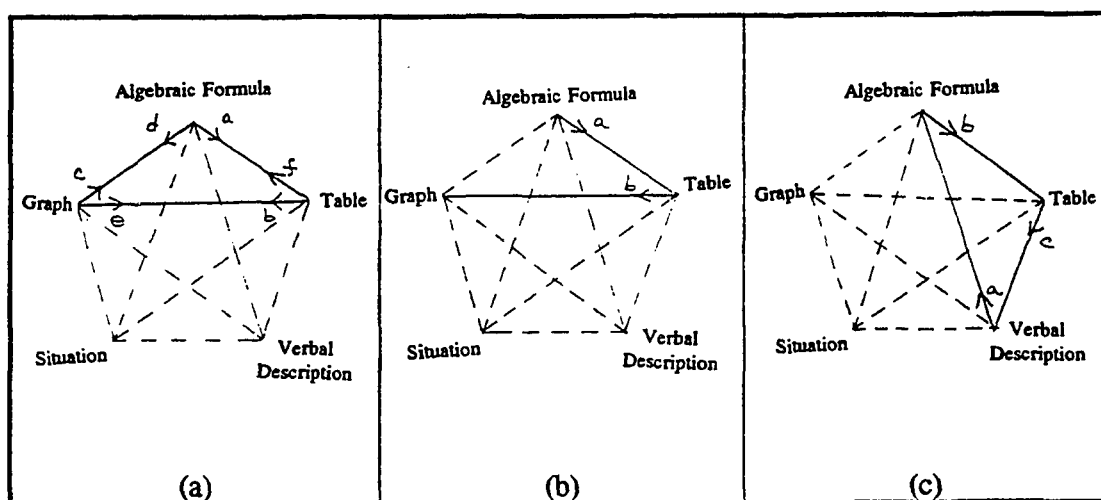 Algebraic Formula
d a
c f
Graph Table
e b
Situation Verbal
Description
(a)
Algebraic Formula
a
Graph b Table
Situation Verbal
Description
(b)
Algebraic Formula
b
Graph Table
c
a
Situation Verbal
Description
(c)